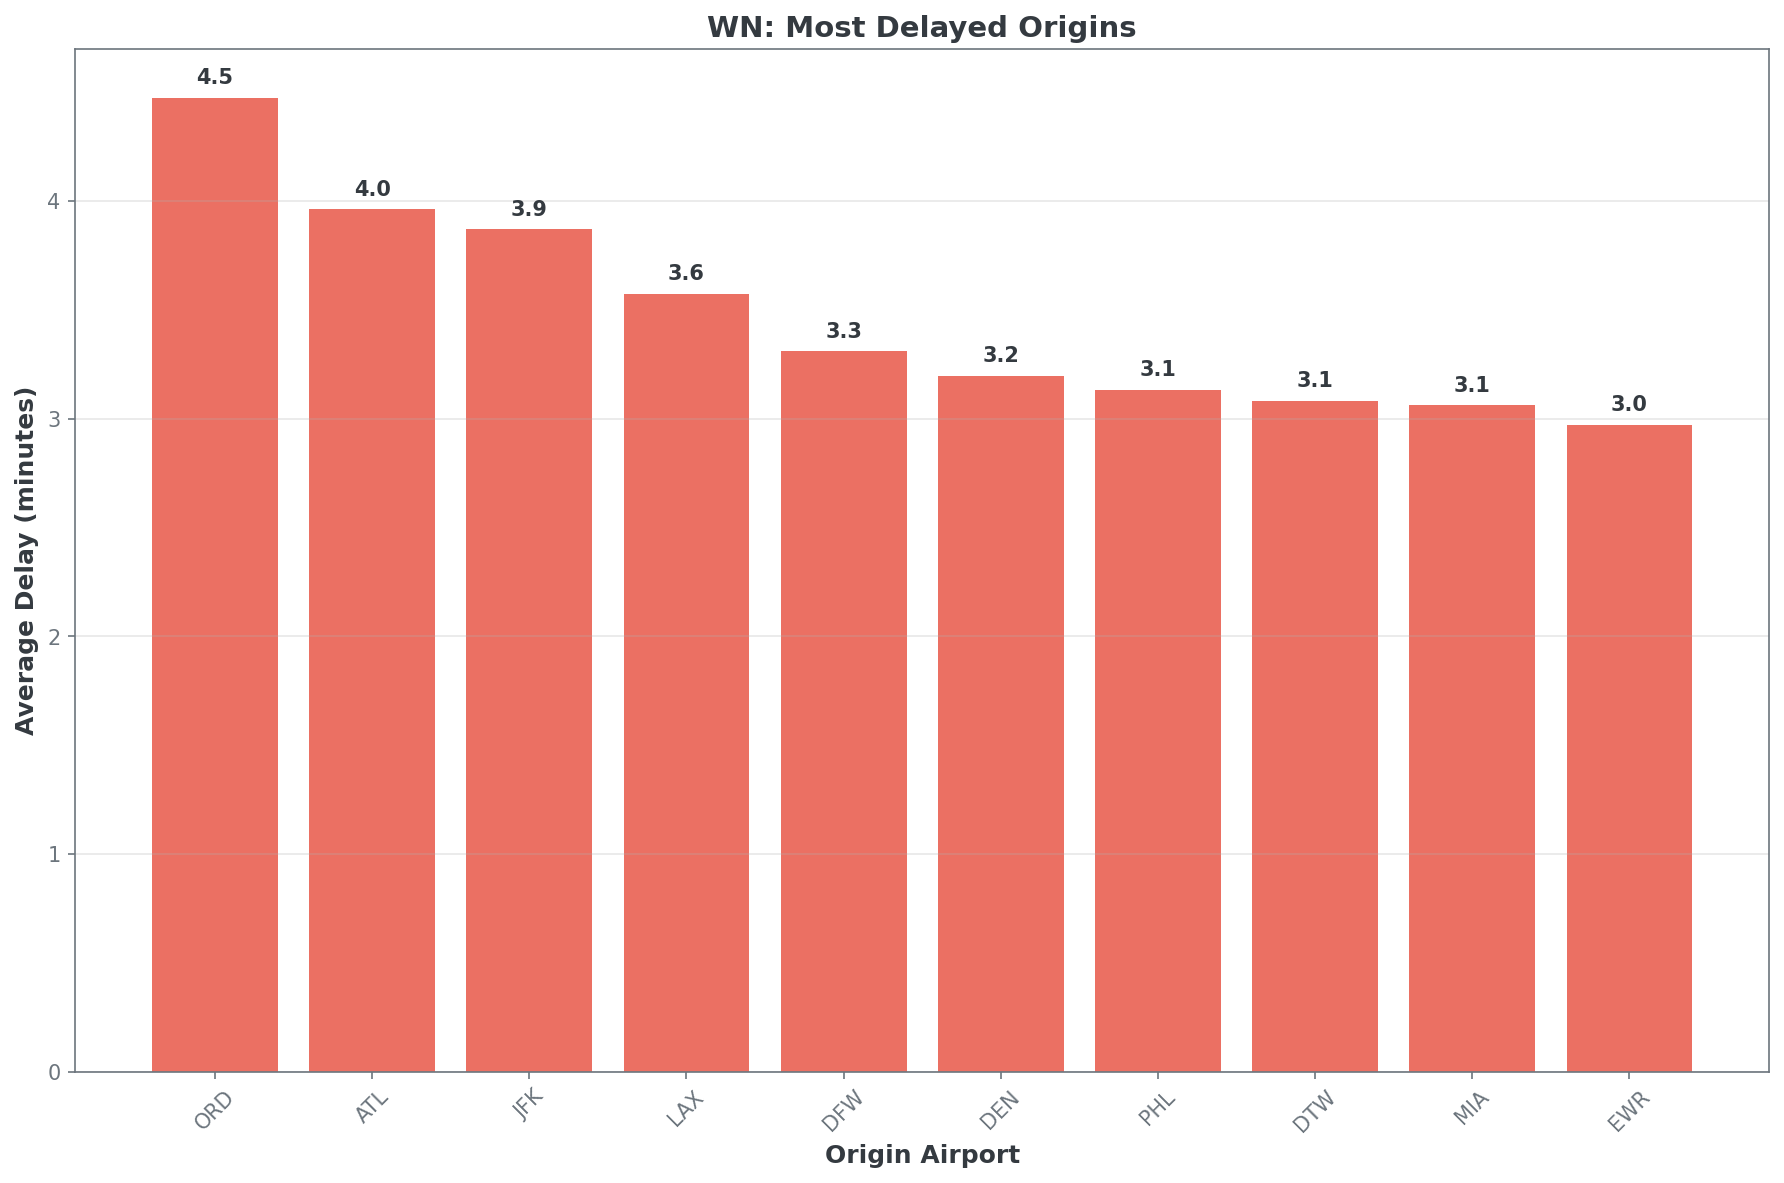 WN: Most Delayed Origins
4.5
4.0
3.9
3.6
3.3
3.2
3.1
3.1
3.1
3.0
Average Delay (minutes)
4
3
2
1
0
ORD
ATL
JFK
LAX
DFW
DEN
PHL
DTW
MIA
EWR
Origin Airport